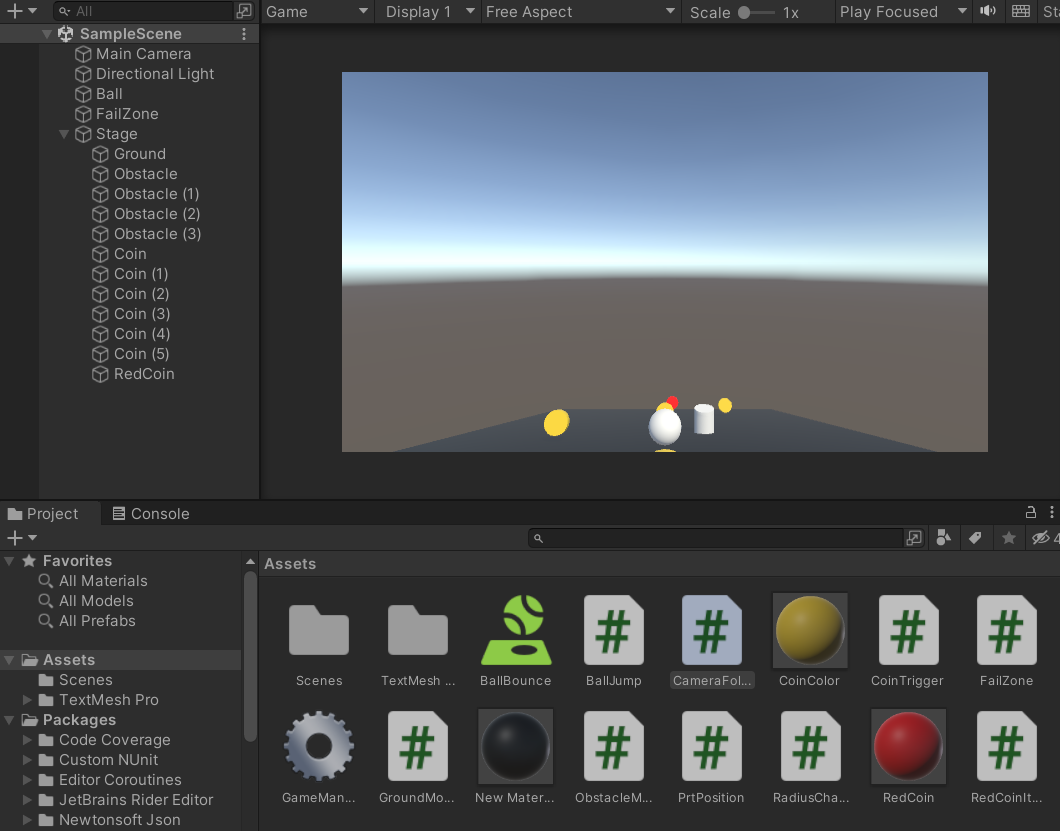 All
Game
Display 1
Free Aspect
Scale
1x
Play Focused
Sta
SampleScene
Main Camera
Directional Light
Ball
FailZone
Stage
Ground
Obstacle
Obstacle (1)
Obstacle (2)
Obstacle (3)
Coin
Coin (1)
Coin (2)
Coin (3)
Coin (4)
Coin (5)
RedCoin
Project
Console
4
Favorites
All Materials
All Models
All Prefabs
Assets
Scenes
TextMesh Pro
Packages
Code Coverage
Custom NUnit
Editor Coroutines
JetBrains Rider Editor
Newtonsoft Json
Assets
Scenes
TextMesh ...
BallBounce
BallJump
CameraFol...
CoinColor
CoinTrigger
FailZone
GameMan...
GroundMo...
New Mater...
ObstacleM...
PrtPosition
RadiusCha...
RedCoin
RedCoinIt...